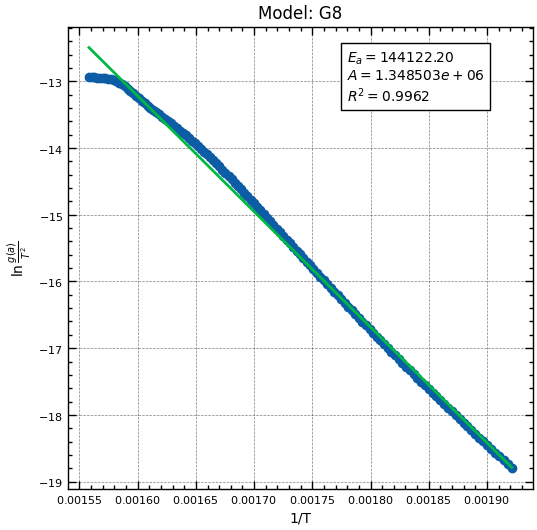 Model: G8
E_a = 144122.20
A = 1.348503e + 06
R^2 = 0.9962
ln g(a)/T^2
−13
−14
−15
−16
−17
−18
−19
0.00155 0.00160 0.00165 0.00170 0.00175 0.00180 0.00185 0.00190
1/T